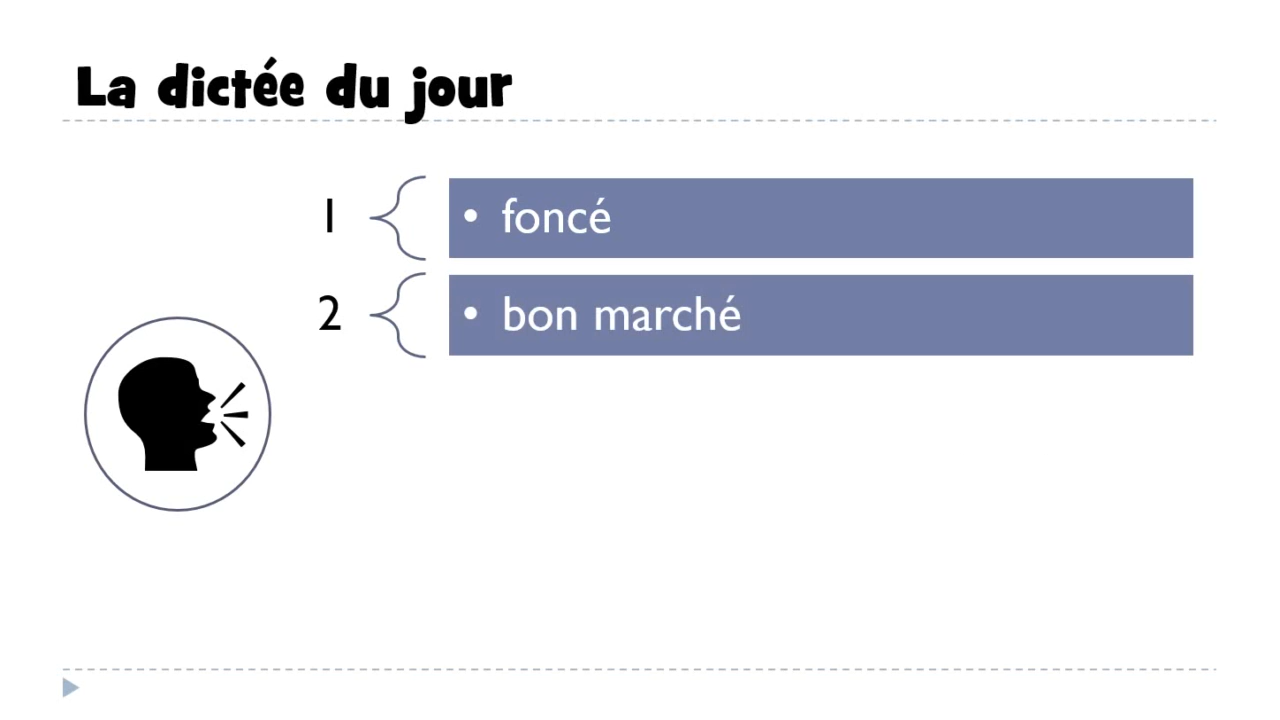 La dictée du jour
1
• foncé
2
• bon marché